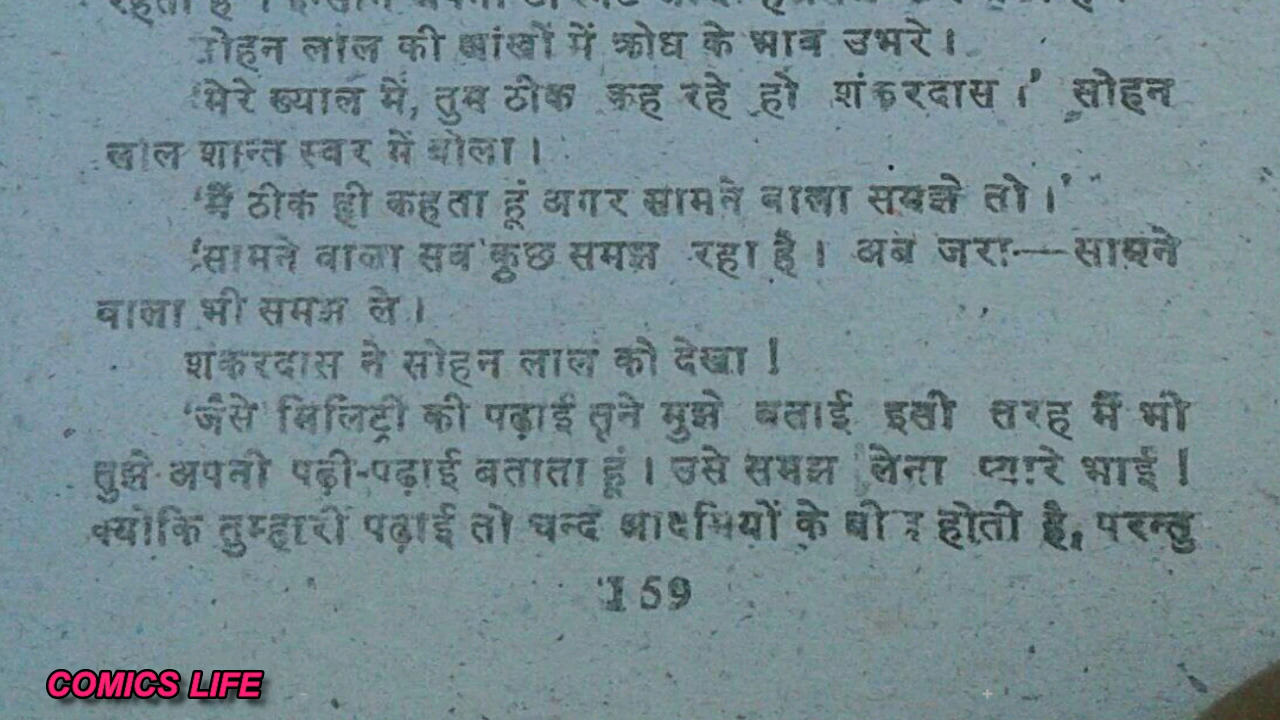 सोहन लाल की आंखों में क्रोध के भाव उभरे ।
'मेरे ख्याल में, तुम ठीक कह रहे हो शंकरदास ।' सोहन
लाल शान्त स्वर में बोला ।
'मैं ठीक ही कहता हूं अगर सामने वाला समझे तो ।'
'सामने वाला सब कुछ समझ रहा है । अब जरा—सामने
वाला भी समझ ले ।
शंकरदास ने सोहन लाल को देखा !
'जैसे मिलिट्री की पढ़ाई तूने मुझे बताई इसी तरह मैं भी
तुझे अपनी पढ़ी-पढ़ाई बताता हूं । उसे समझ लेना प्यारे भाई !
क्योंकि तुम्हारी पढ़ाई तो चन्द आदमियों के बीच होती है, परन्तु
159
COMICS LIFE